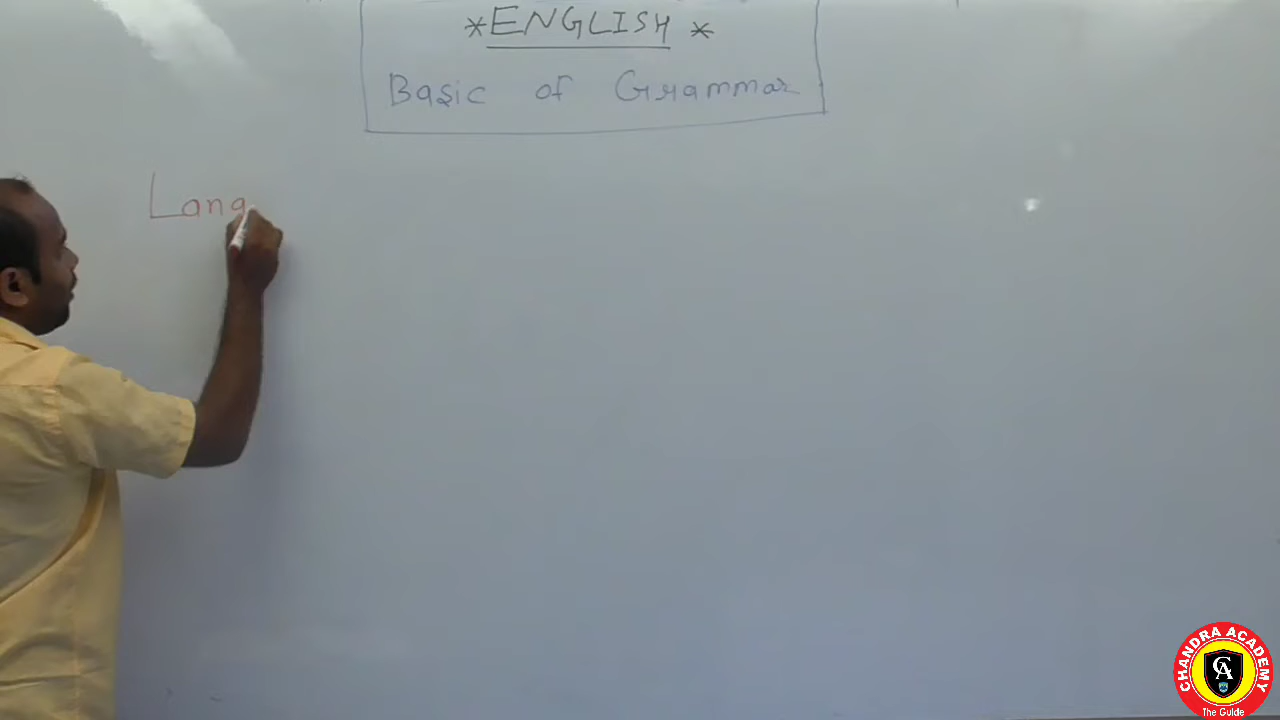 *ENGLISH*
Basic of Grammar
Lang
CHANDRA ACADEMY
CA
The Guide